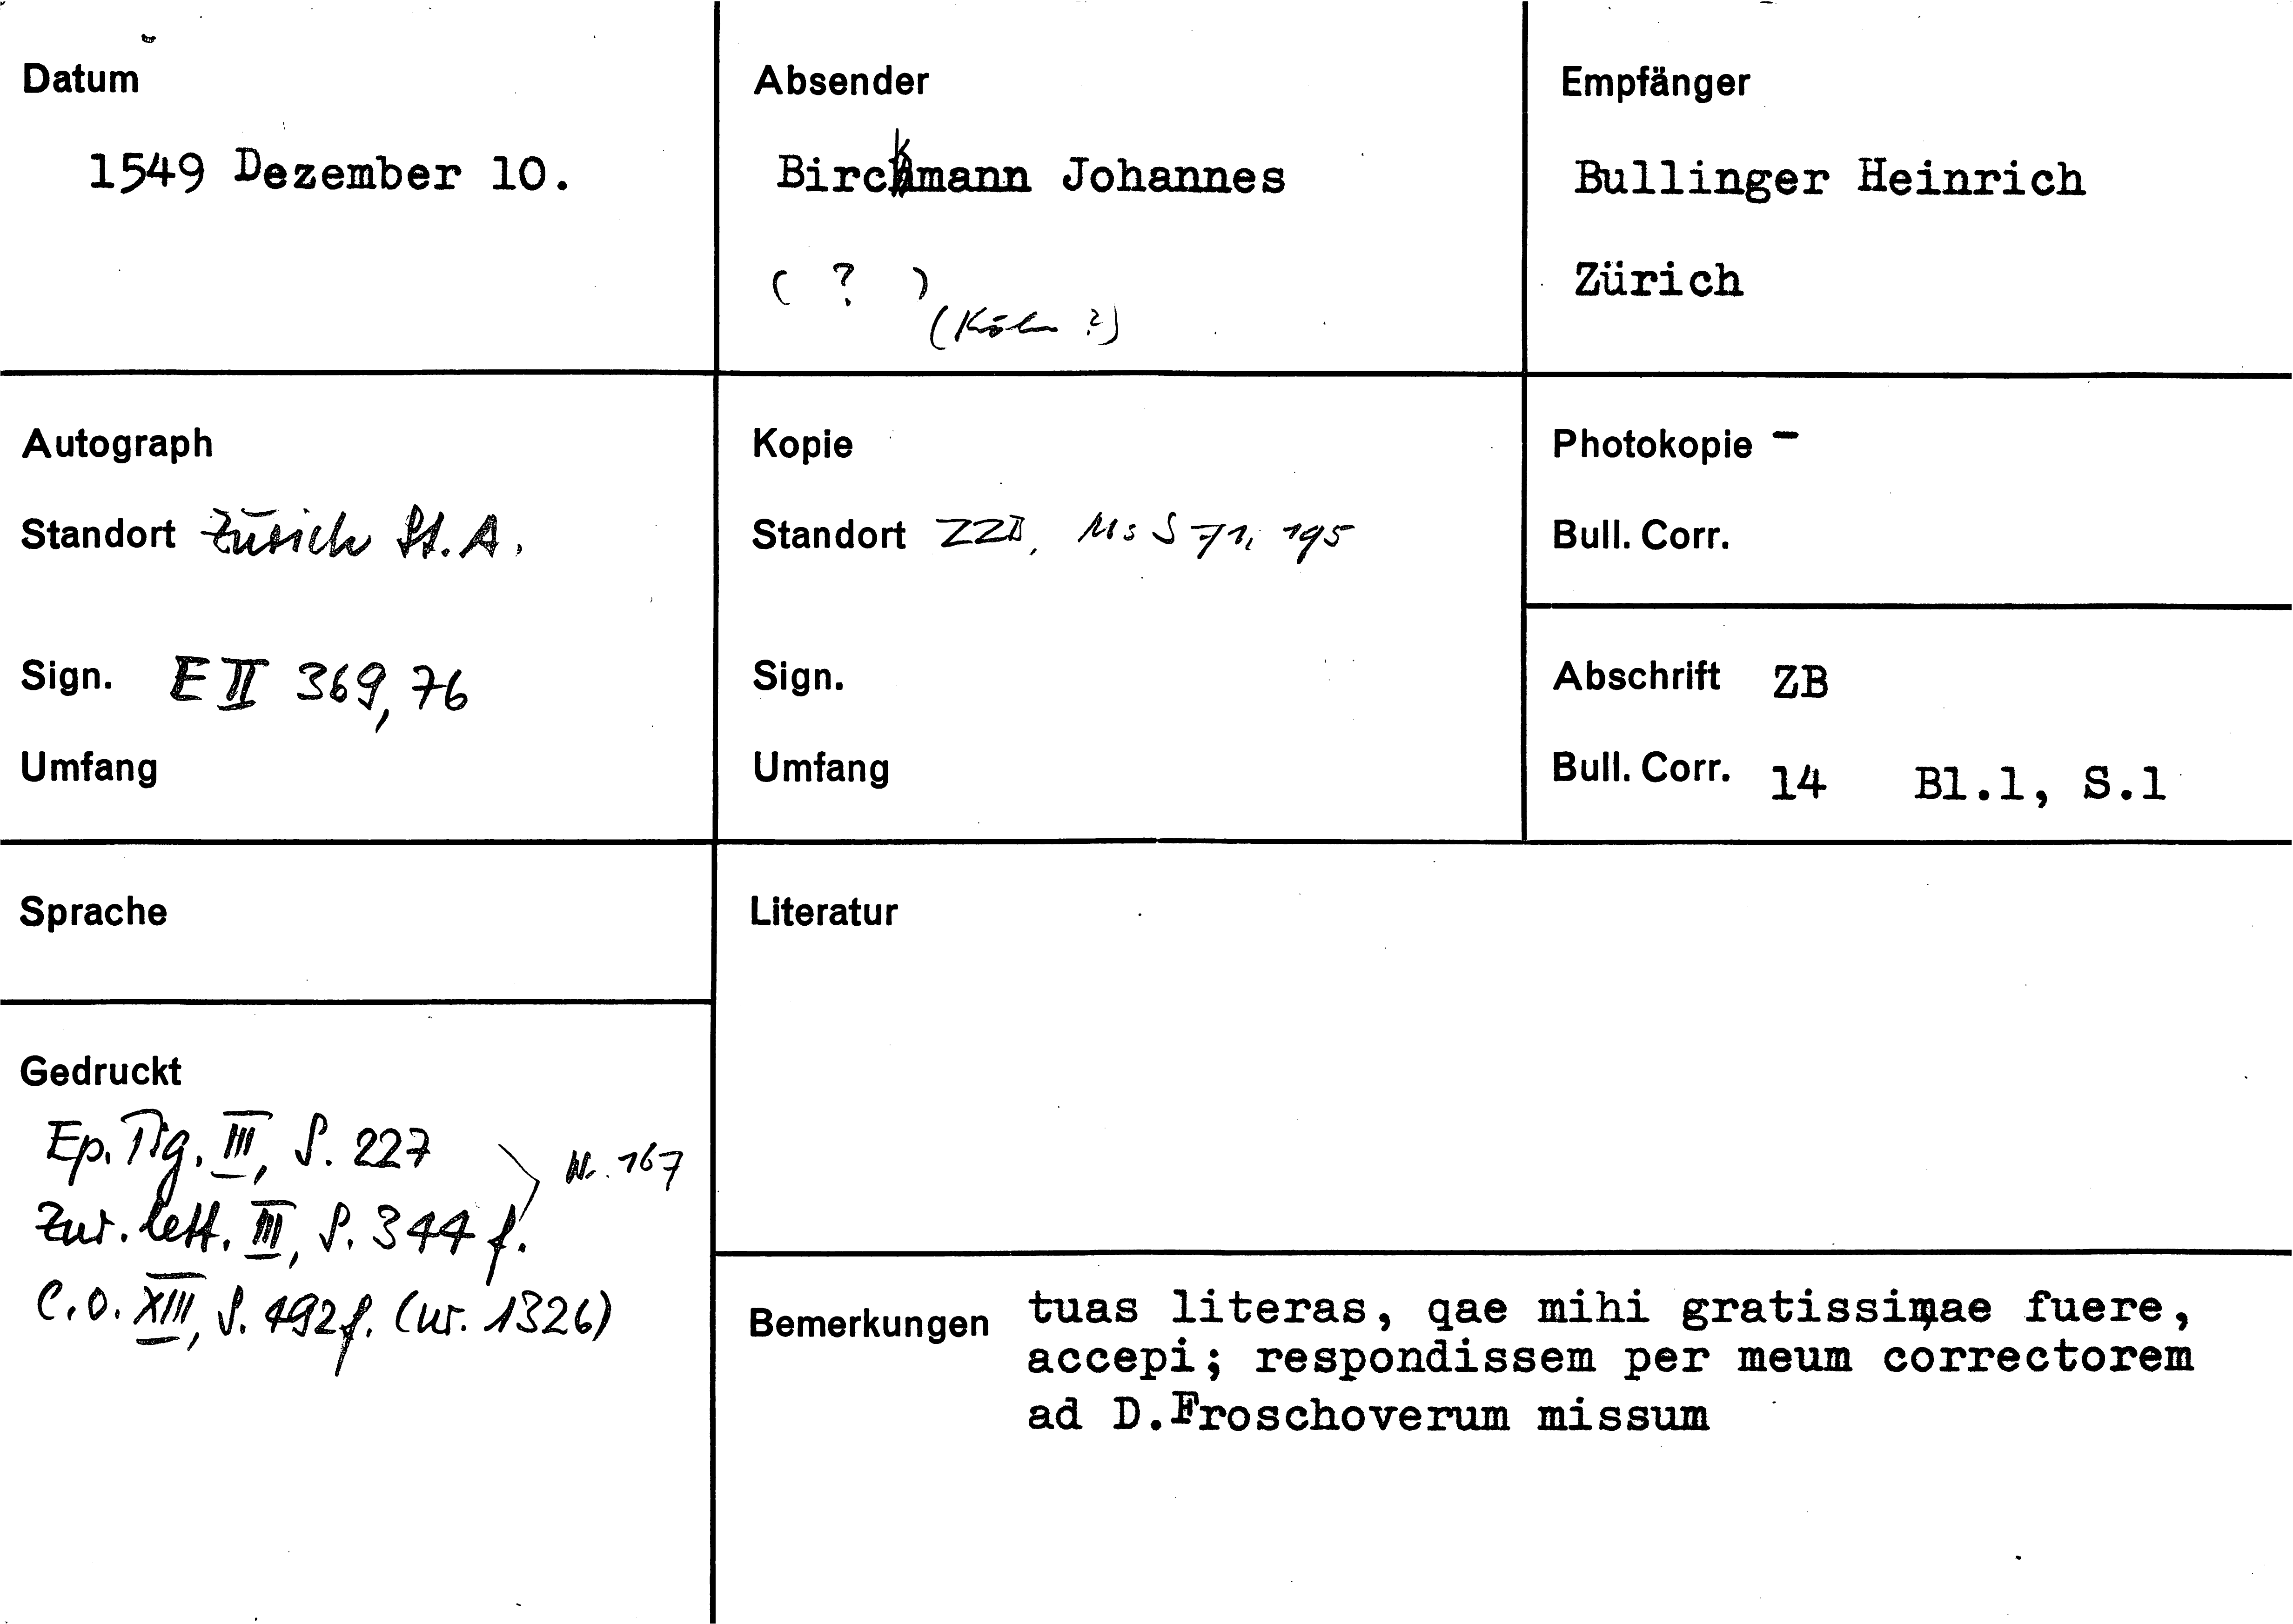 Datum
1549 Dezember 10.
Absender
Birckmann Johannes
( ? )
(Köln ?)
Empfänger
Bullinger Heinrich
Zürich
Autograph
Standort Zürich St.A.
Sign. E II 369,76
Umfang
Kopie
Standort ZZB, Ms S 71, 195
Sign.
Umfang
Photokopie -
Bull. Corr.
Abschrift ZB
Bull. Corr. 14 Bl.1, S.1
Sprache
Gedruckt
Ep. Tig. III, S. 227
Nr. 167
Zur. lett. III, S. 344 f.
C.O. XIII, S. 492f. (nr. 1326)
Literatur
Bemerkungen tuas literas, qae mihi gratissimae fuere,
accepi; respondissem per meum correctorem
ad D.Froschoverum missum